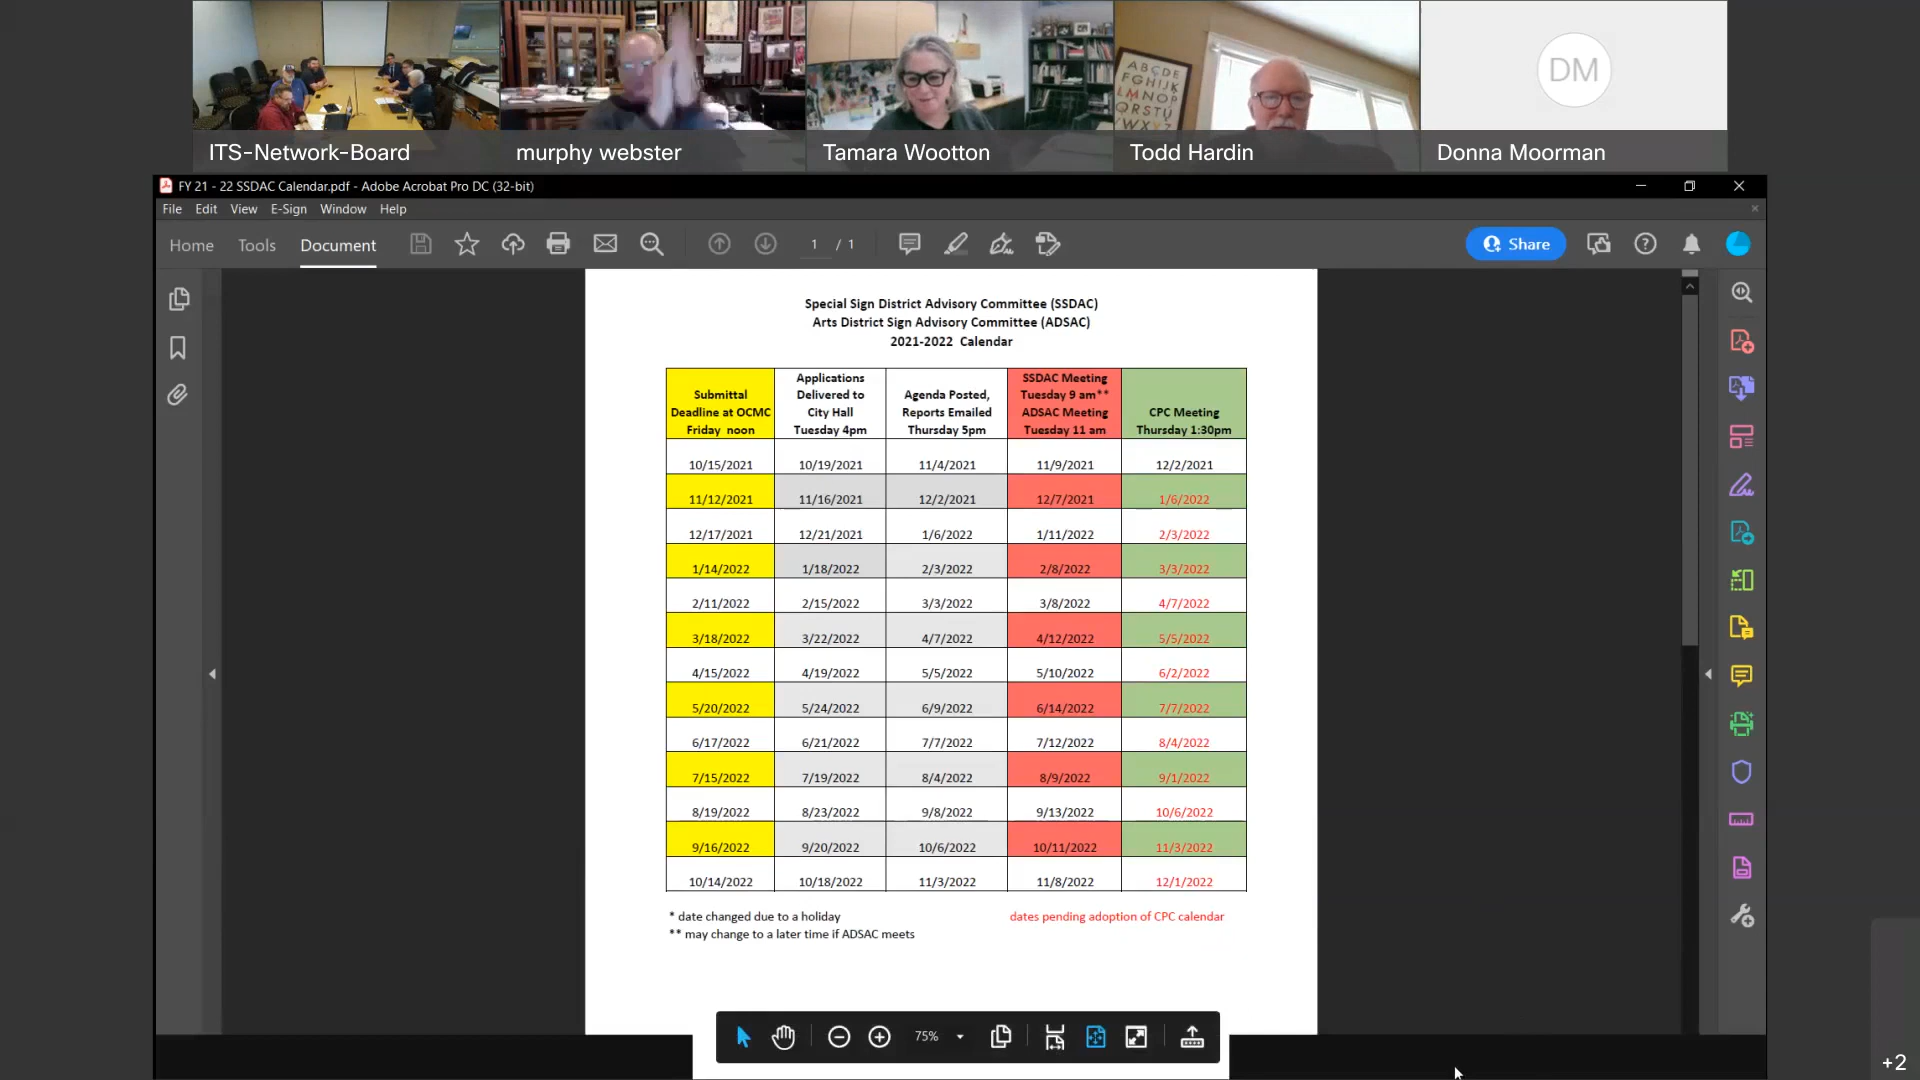 ITS-Network-Board
murphy webster
Tamara Wootton
Todd Hardin
DM
Donna Moorman
ABCDE
FGHIJK
LMNOP
QRSTU
VWXYZ
FY 21 - 22 SSDAC Calendar.pdf - Adobe Acrobat Pro DC (32-bit)
File Edit View E-Sign Window Help
Home Tools Document 1 / 1 Share
Special Sign District Advisory Committee (SSDAC)
Arts District Sign Advisory Committee (ADSAC)
2021-2022 Calendar
Submittal
Deadline at OCMC
Friday noon
Applications
Delivered to
City Hall
Tuesday 4pm
Agenda Posted,
Reports Emailed
Thursday 5pm
SSDAC Meeting
Tuesday 9 am**
ADSAC Meeting
Tuesday 11 am
CPC Meeting
Thursday 1:30pm
10/15/2021 10/19/2021 11/4/2021 11/9/2021 12/2/2021
11/12/2021 11/16/2021 12/2/2021 12/7/2021 1/6/2022
12/17/2021 12/21/2021 1/6/2022 1/11/2022 2/3/2022
1/14/2022 1/18/2022 2/3/2022 2/8/2022 3/3/2022
2/11/2022 2/15/2022 3/3/2022 3/8/2022 4/7/2022
3/18/2022 3/22/2022 4/7/2022 4/12/2022 5/5/2022
4/15/2022 4/19/2022 5/5/2022 5/10/2022 6/2/2022
5/20/2022 5/24/2022 6/9/2022 6/14/2022 7/7/2022
6/17/2022 6/21/2022 7/7/2022 7/12/2022 8/4/2022
7/15/2022 7/19/2022 8/4/2022 8/9/2022 9/1/2022
8/19/2022 8/23/2022 9/8/2022 9/13/2022 10/6/2022
9/16/2022 9/20/2022 10/6/2022 10/11/2022 11/3/2022
10/14/2022 10/18/2022 11/3/2022 11/8/2022 12/1/2022
* date changed due to a holiday dates pending adoption of CPC calendar
** may change to a later time if ADSAC meets
75%
+2